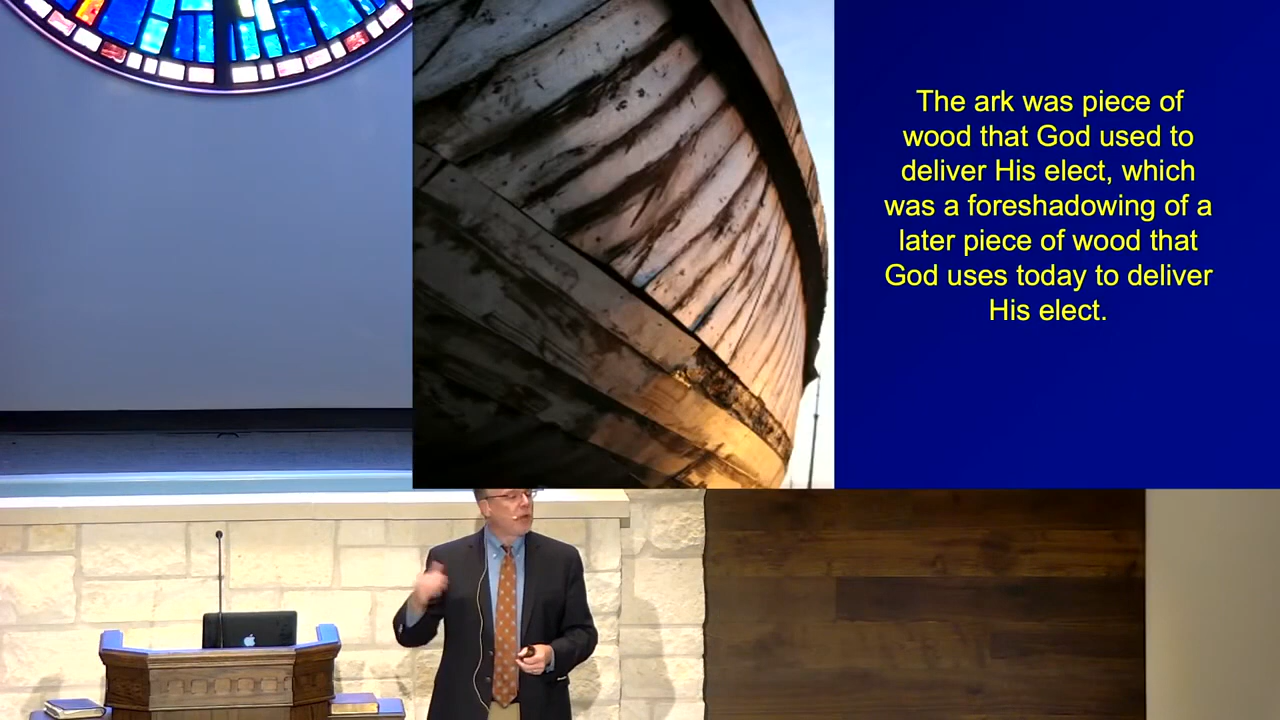 The ark was piece of
wood that God used to
deliver His elect, which
was a foreshadowing of a
later piece of wood that
God uses today to deliver
His elect.